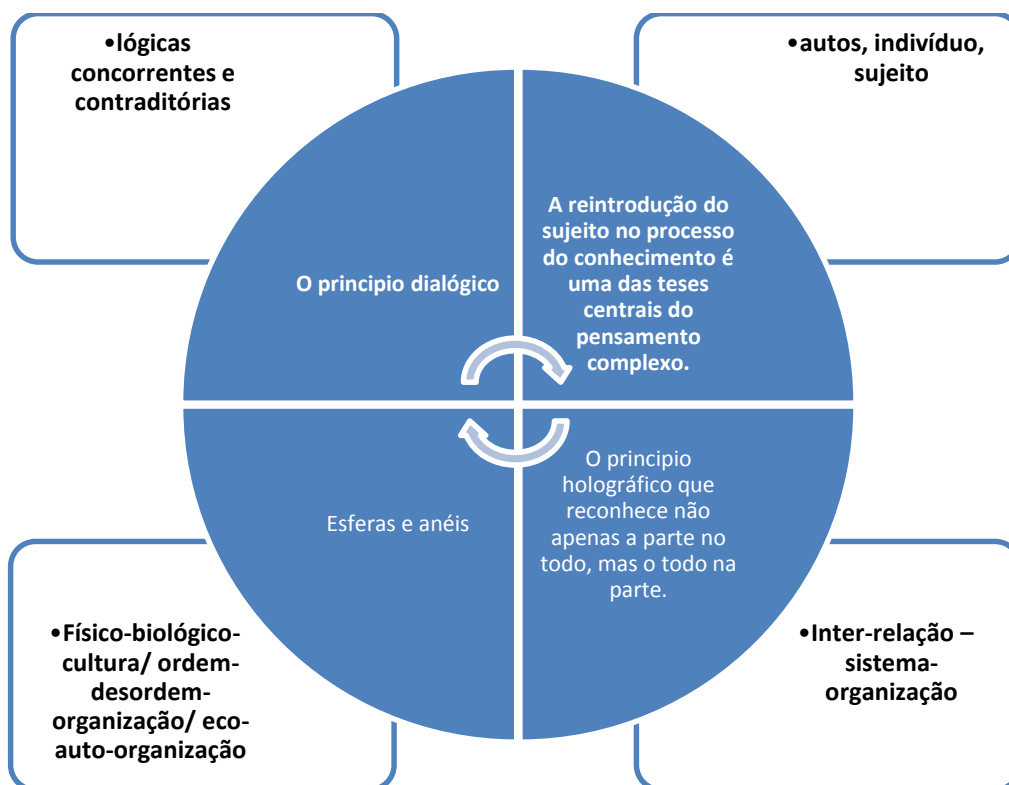 •lógicas
concorrentes e
contraditórias
•autos, indivíduo,
sujeito
O principio dialógico
A reintrodução do
sujeito no processo
do conhecimento é
uma das teses
centrais do
pensamento
complexo.
Esferas e anéis
O principio
holográfico que
reconhece não
apenas a parte no
todo, mas o todo na
parte.
•Físico-biológico-
cultura/ ordem-
desordem-
organização/ eco-
auto-organização
•Inter-relação –
sistema-
organização